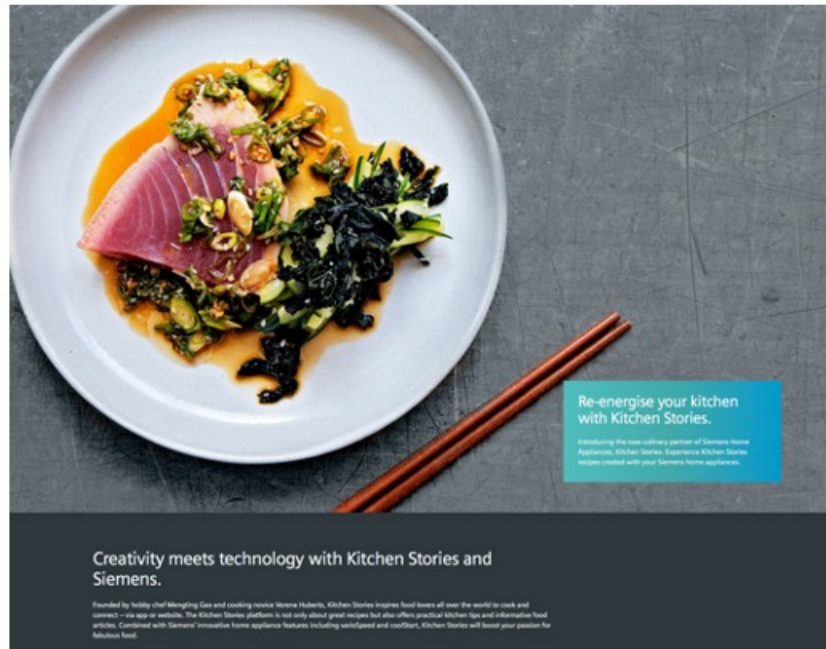 Re-energise your kitchen
with Kitchen Stories.
Introducing the new culinary partner of Siemens Home
Appliances, Kitchen Stories. Experience Kitchen Stories
recipes created with your Siemens home appliances.
Creativity meets technology with Kitchen Stories and
Siemens.
Founded by hobby chef Mengting Gao and cooking novice Verena Hubertz, Kitchen Stories inspires food lovers all over the world to cook and
connect – via app or website. The Kitchen Stories platform is not only about great recipes but also offers practical kitchen tips and informative food
articles. Combined with Siemens' innovative home appliance features including varioSpeed and coolStart, Kitchen Stories will boost your passion for
fabulous food.